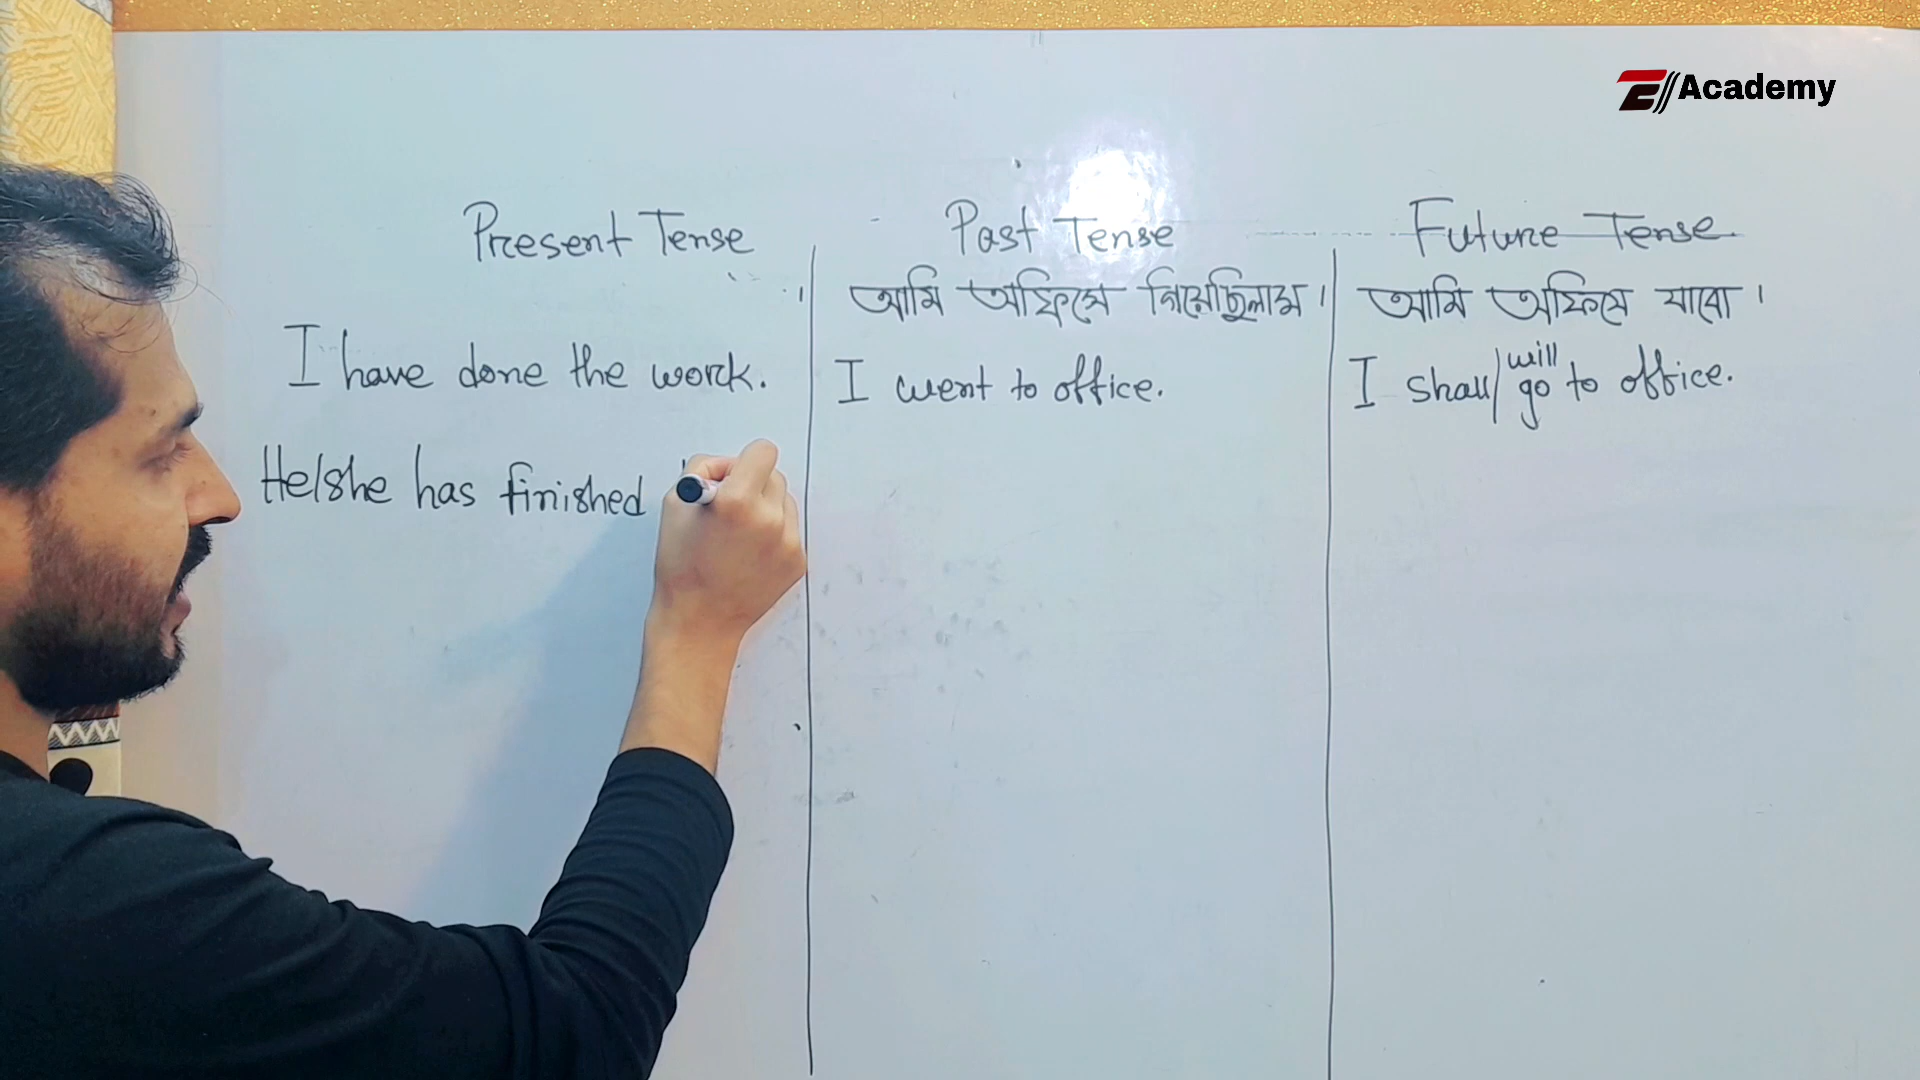 Academy
Present Tense
I have done the work.
He/she has finished
Past Tense
আমি অফিসে গিয়েছিলাম ।
I went to office.
Future Tense
আমি অফিসে যাবো ।
I shall/will go to office.